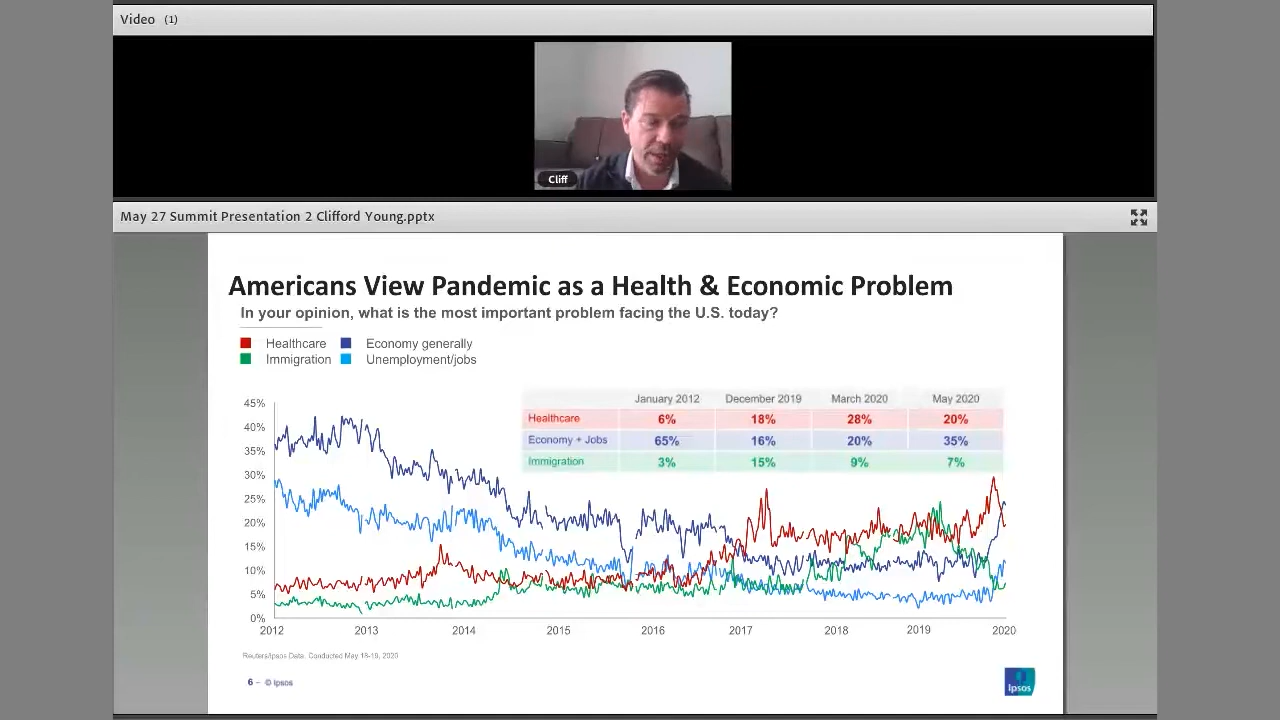 Video (1)
Cliff
May 27 Summit Presentation 2 Clifford Young.pptx
Americans View Pandemic as a Health & Economic Problem
In your opinion, what is the most important problem facing the U.S. today?
Healthcare Economy generally
Immigration Unemployment/jobs
January 2012 December 2019 March 2020 May 2020
Healthcare 6% 18% 28% 20%
Economy + Jobs 65% 16% 20% 35%
Immigration 3% 15% 9% 7%
45%
40%
35%
30%
25%
20%
15%
10%
5%
0%
2012 2013 2014 2015 2016 2017 2018 2019 2020
Reuters/Ipsos Data. Conducted May 18-19, 2020
6 – © Ipsos
Ipsos